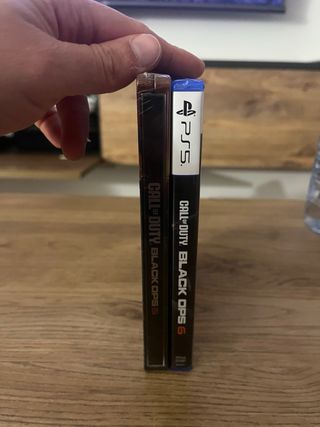 CALL OF DUTY
BLACK OPS 6
PS5
CALL OF DUTY
BLACK OPS 6